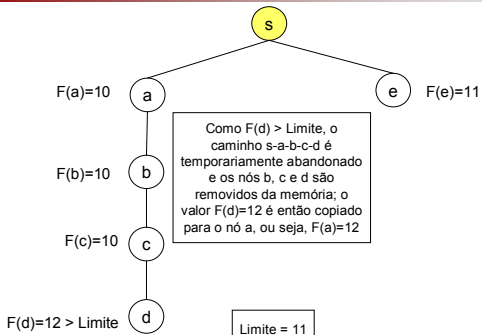 s
F(a)=10
a
e
F(e)=11
Como F(d) > Limite, o
caminho s-a-b-c-d é
temporariamente abandonado
e os nós b, c e d são
removidos da memória; o
valor F(d)=12 é então copiado
para o nó a, ou seja, F(a)=12
F(b)=10
b
F(c)=10
c
F(d)=12 > Limite
d
Limite = 11